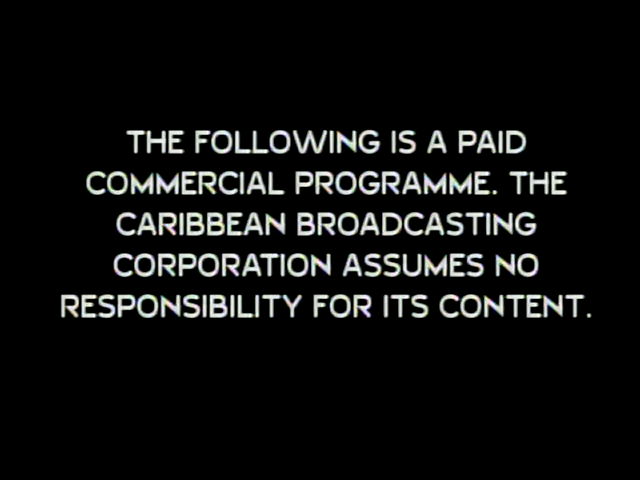 THE FOLLOWING IS A PAID
COMMERCIAL PROGRAMME. THE
CARIBBEAN BROADCASTING
CORPORATION ASSUMES NO
RESPONSIBILITY FOR ITS CONTENT.